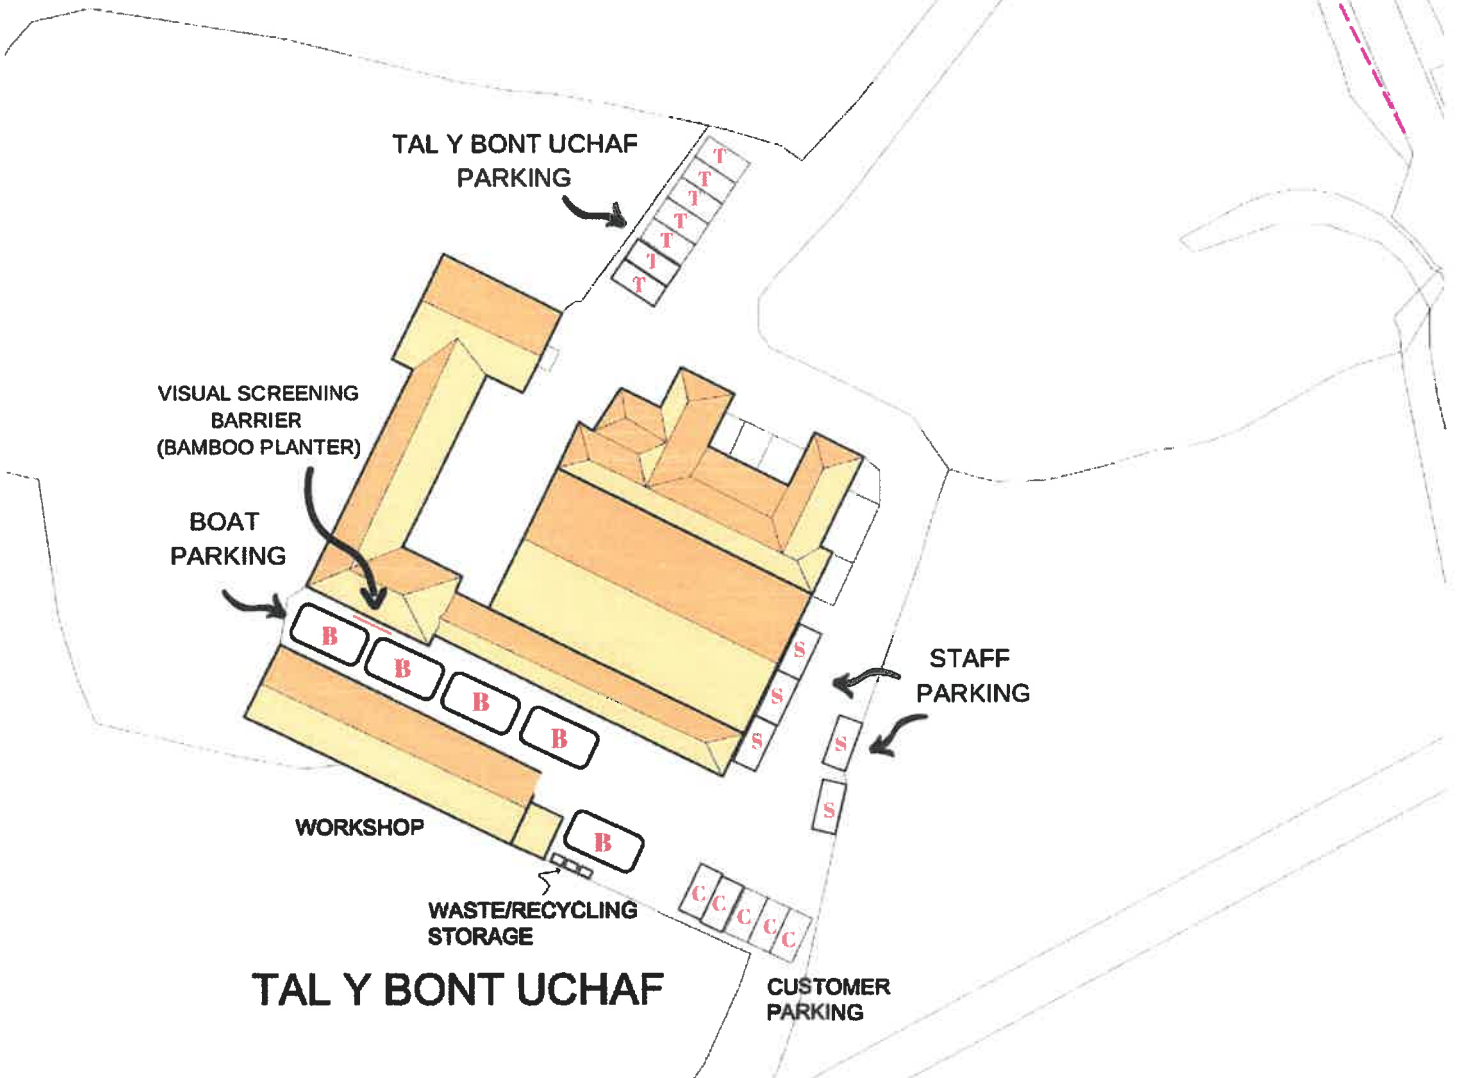 TAL Y BONT UCHAF
PARKING
T
T
T
T
T
T
T
VISUAL SCREENING
BARRIER
(BAMBOO PLANTER)
BOAT
PARKING
B
B
B
B
B
S
S
S
S
S
STAFF
PARKING
WORKSHOP
WASTE/RECYCLING
STORAGE
C
C
C
C
C
CUSTOMER
PARKING
TAL Y BONT UCHAF